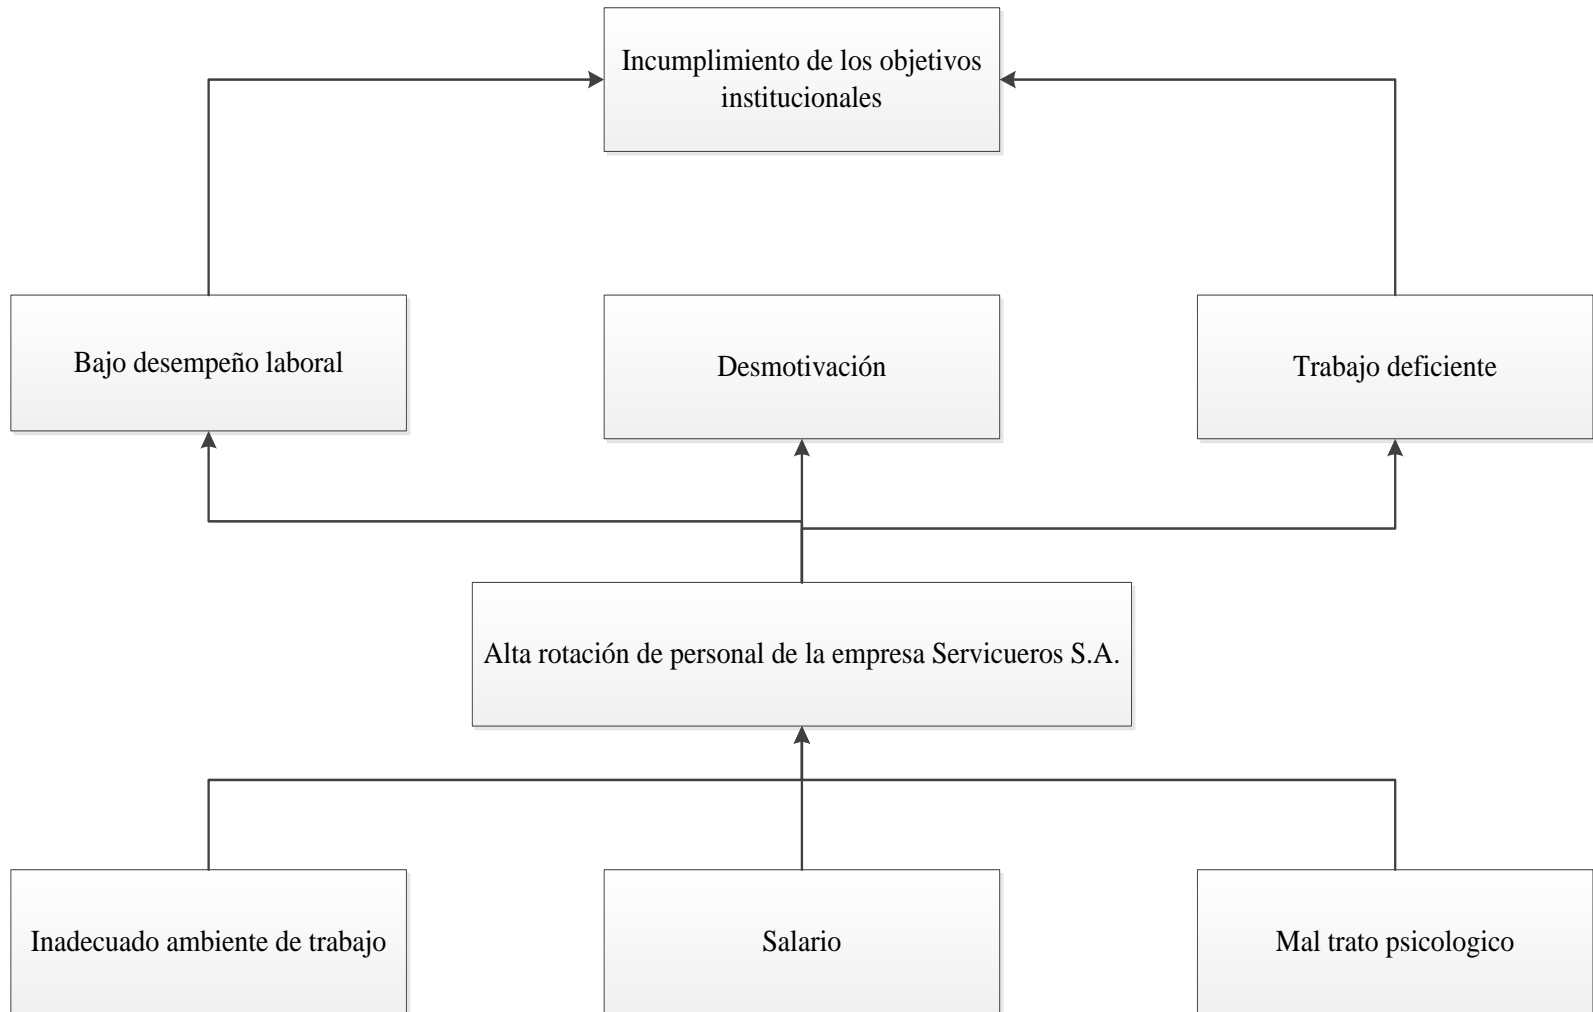 Incumplimiento de los objetivos
institucionales
Bajo desempeño laboral
Desmotivación
Trabajo deficiente
Alta rotación de personal de la empresa Servicueros S.A.
Inadecuado ambiente de trabajo
Salario
Mal trato psicologico